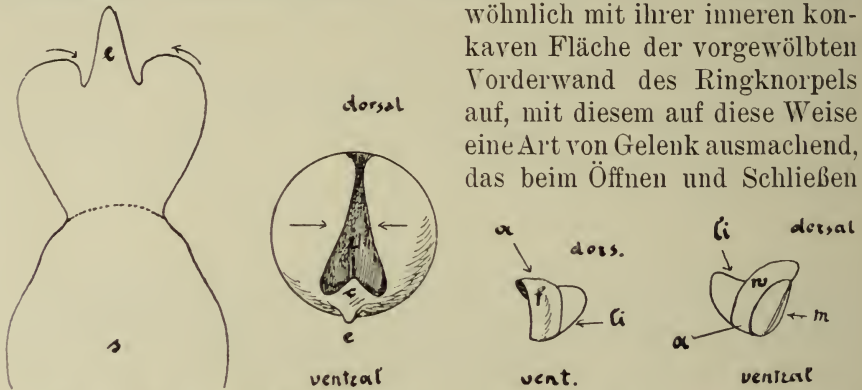 wöhnlich mit ihrer inneren kon-
kaven Fläche der vorgewölbten
Vorderwand des Ringknorpels
auf, mit diesem auf diese Weise
eine Art von Gelenk ausmachend,
das beim Öffnen und Schließen
e
s
dorsal
r
e
ventral
a
dors.
f
li
vent.
li
dorsal
w
m
a
ventral